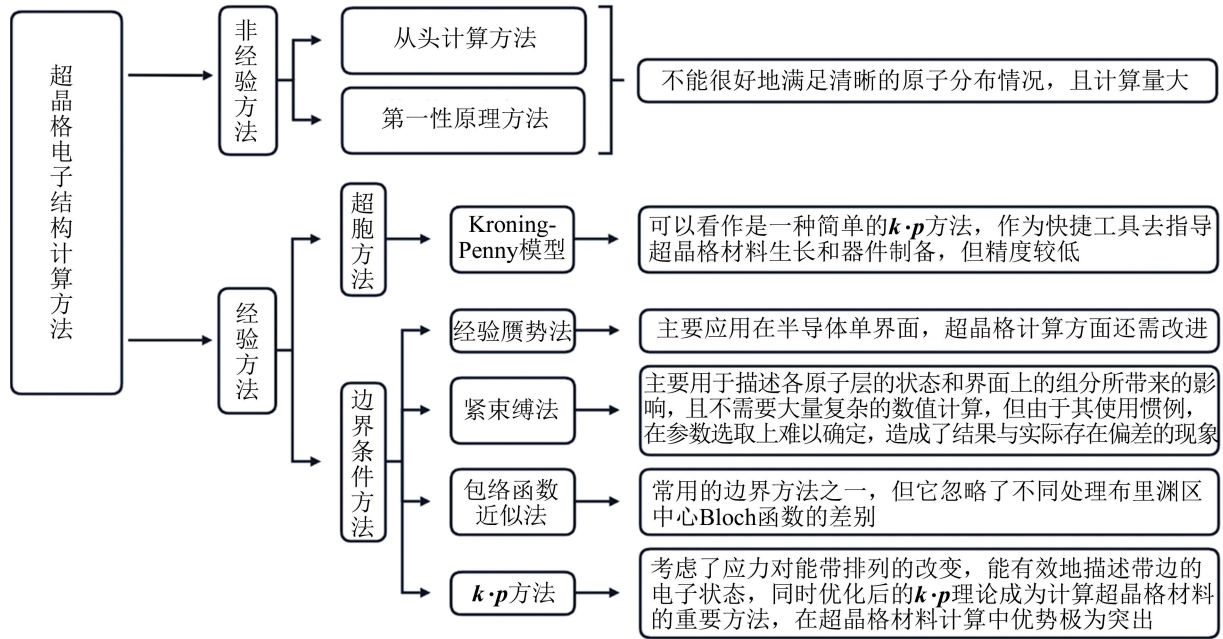 超晶格电子结构计算方法
非经验方法
从头计算方法
第一性原理方法
不能很好地满足清晰的原子分布情况，且计算量大
经验方法
超胞方法
Kroning-
Penny模型
可以看作是一种简单的k·p方法，作为快捷工具去指导
超晶格材料生长和器件制备，但精度较低
边界条件方法
经验赝势法
主要应用在半导体单界面，超晶格计算方面还需改进
紧束缚法
主要用于描述各原子层的状态和界面上的组分所带来的影
响，且不需要大量复杂的数值计算，但由于其使用惯例，
在参数选取上难以确定，造成了结果与实际存在偏差的现象
包络函数
近似法
常用的边界方法之一，但它忽略了不同处理布里渊区
中心Bloch函数的差别
k·p方法
考虑了应力对能带排列的改变，能有效地描述带边的
电子状态，同时优化后的k·p理论成为计算超晶格材料
的重要方法，在超晶格材料计算中优势极为突出